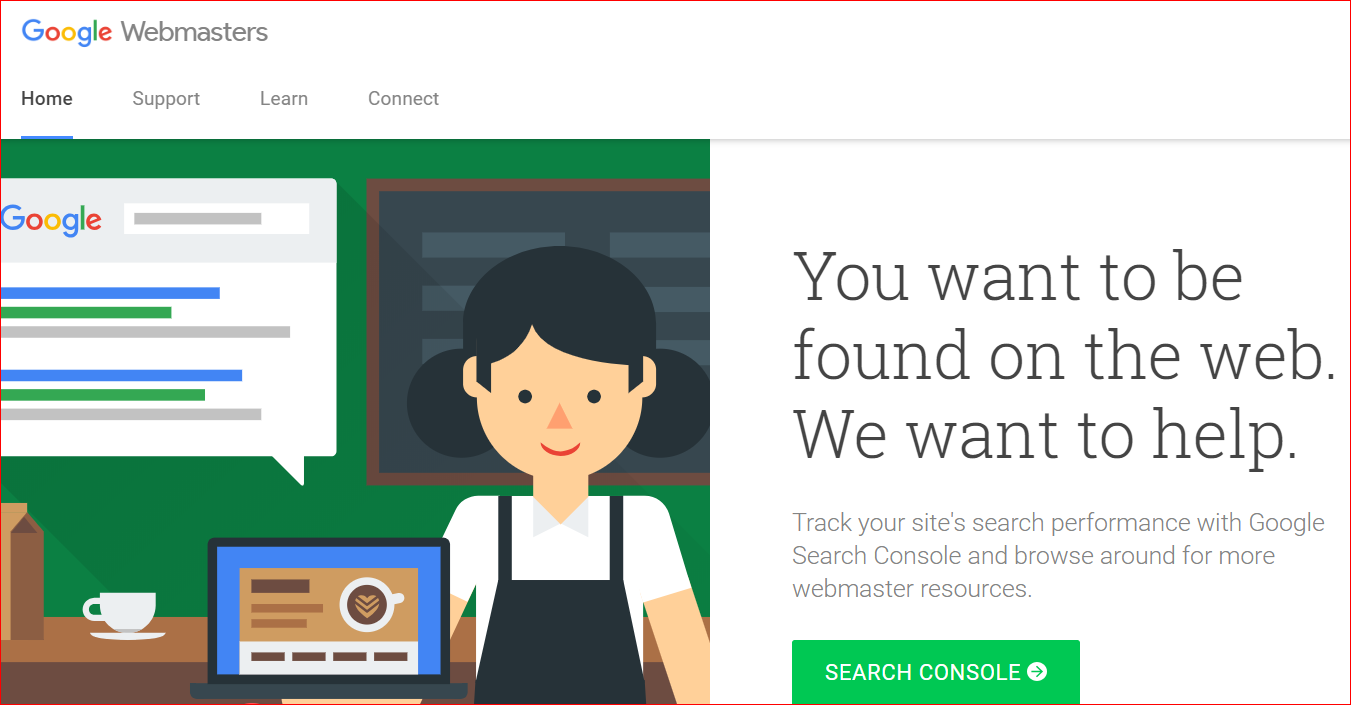 Google Webmasters
Home Support Learn Connect
Google
You want to be
found on the web.
We want to help.
Track your site's search performance with Google
Search Console and browse around for more
webmaster resources.
SEARCH CONSOLE